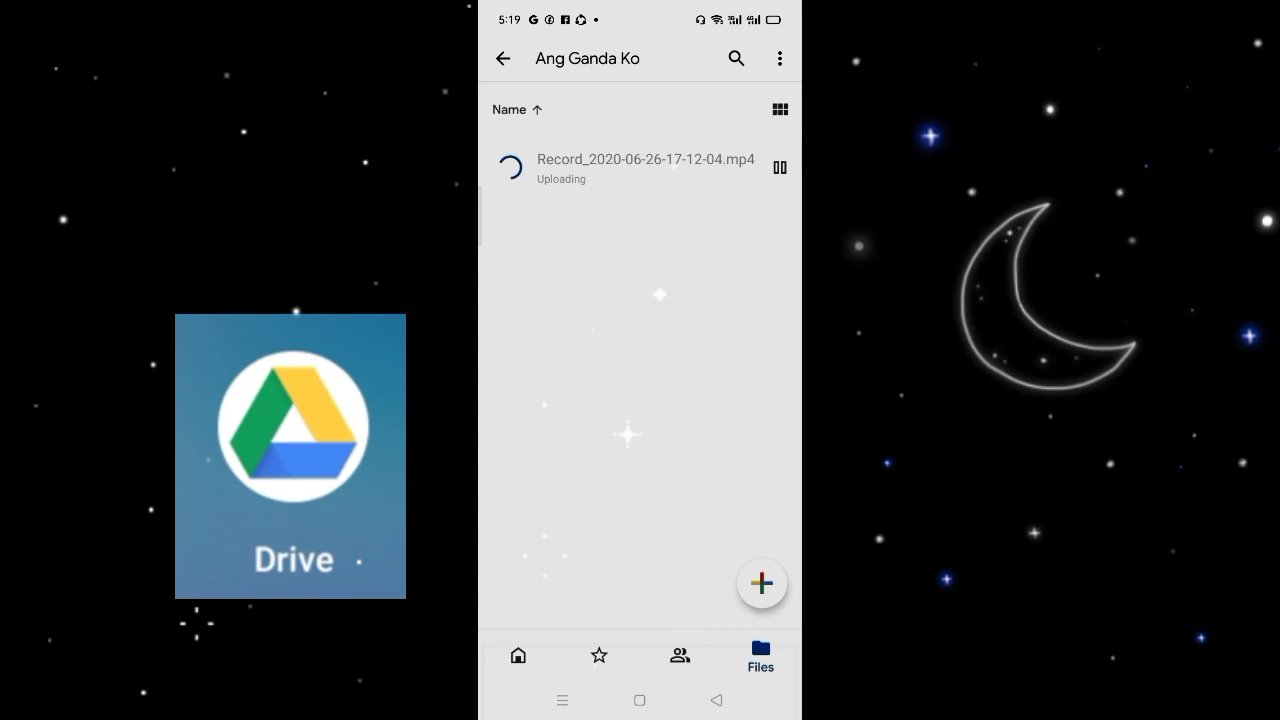 5:19
Ang Ganda Ko
Name
Record_2020-06-26-17-12-04.mp4
Uploading
Drive
Files